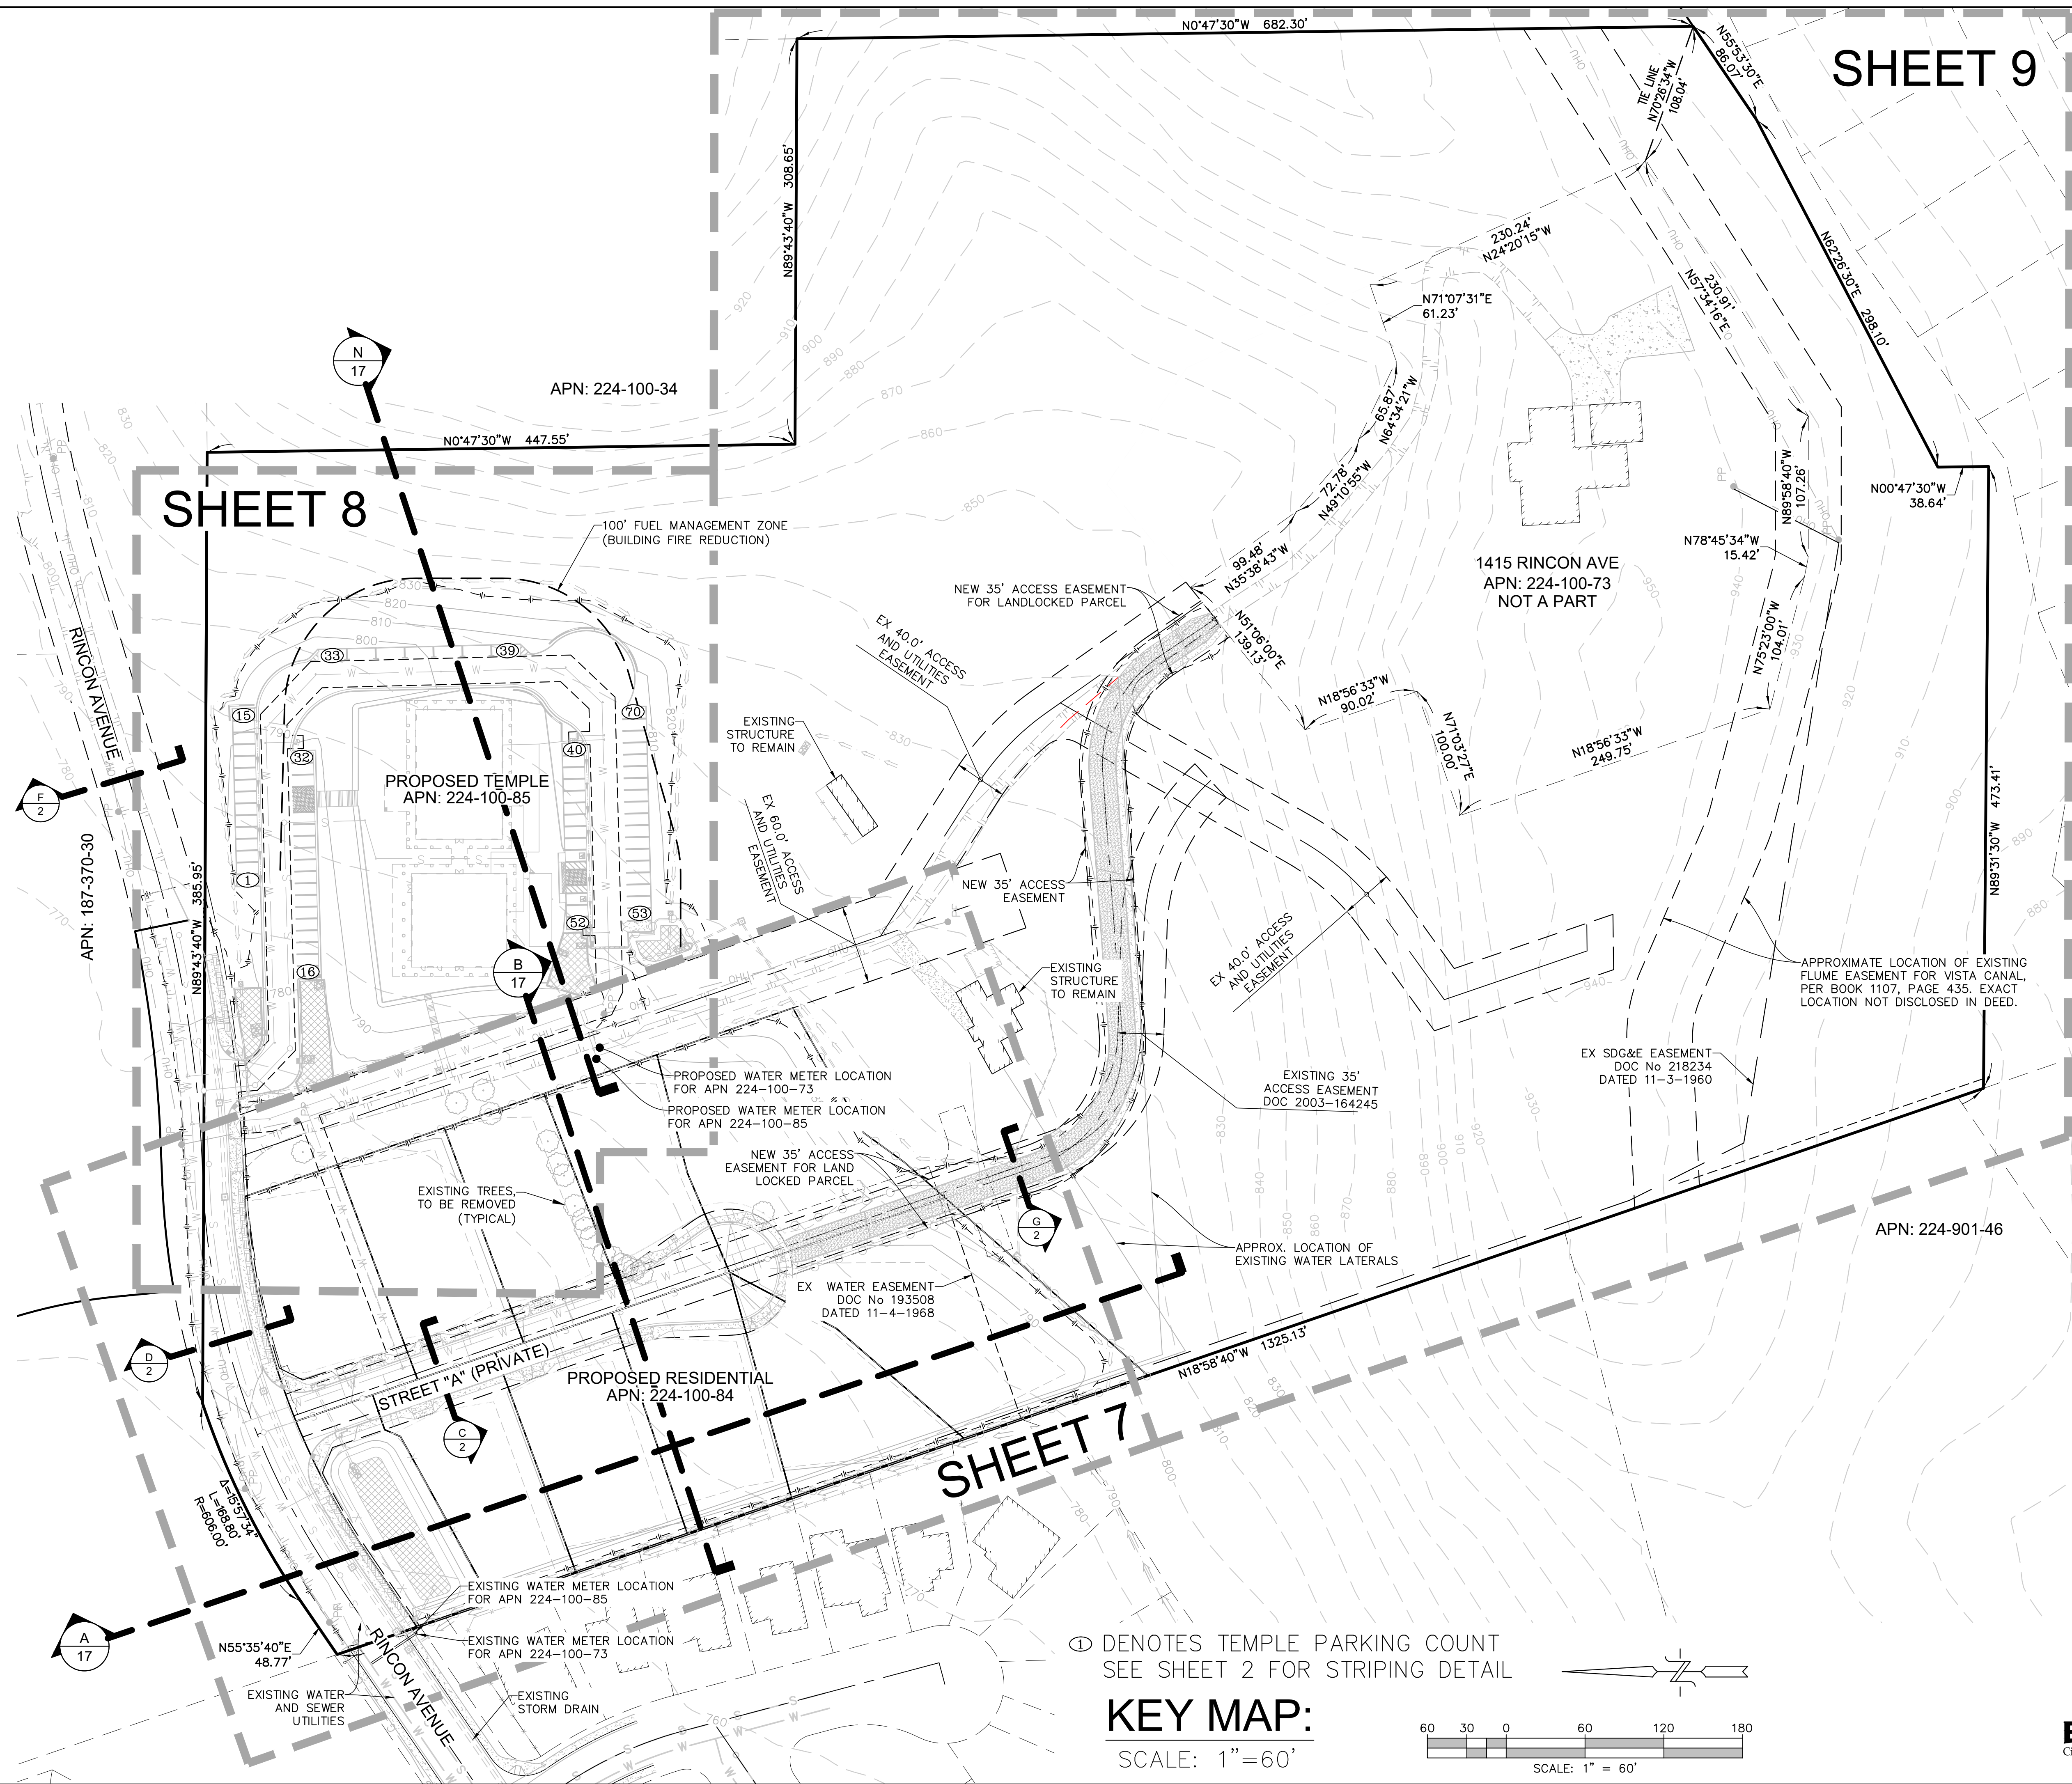 N0°47'30"W 682.30'
SHEET 9
N55°53'30"E
86.07'
TIE LINE
N70°26'34"W
108.04'
N89°43'40"W 308.65'
230.24'
N24°20'15"W
N71°07'31"E
61.23'
230.91'
N57°34'16"E
N62°26'30"E 298.10'
N
17
APN: 224-100-34
N0°47'30"W 447.55'
65.87'
N64°34'21"W
72.78'
N49°10'55"W
99.48'
N35°38'43"W
N89°58'40"W
107.26'
N00°47'30"W
38.64'
N78°45'34"W
15.42'
SHEET 8
100' FUEL MANAGEMENT ZONE
(BUILDING FIRE REDUCTION)
1415 RINCON AVE
APN: 224-100-73
NOT A PART
NEW 35' ACCESS EASEMENT
FOR LANDLOCKED PARCEL
N51°06'00"E
139.13'
N75°23'00"W
104.01'
EX 40.0' ACCESS
AND UTILITIES
EASEMENT
RINCON AVENUE
33
39
15
32
40
70
1
16
52
53
EXISTING
STRUCTURE
TO REMAIN
N18°56'33"W
90.02'
N71°03'27"E
100.00'
N18°56'33"W
249.75'
PROPOSED TEMPLE
APN: 224-100-85
F
2
APN: 187-370-30
N89°43'40"W 385.95'
EX 60.0' ACCESS
AND UTILITIES
EASEMENT
NEW 35' ACCESS
EASEMENT
EX 40.0' ACCESS
AND UTILITIES
EASEMENT
N89°31'30"W 473.41'
B
17
EXISTING
STRUCTURE
TO REMAIN
APPROXIMATE LOCATION OF EXISTING
FLUME EASEMENT FOR VISTA CANAL,
PER BOOK 1107, PAGE 435. EXACT
LOCATION NOT DISCLOSED IN DEED.
EX SDG&E EASEMENT
DOC No 218234
DATED 11-3-1960
PROPOSED WATER METER LOCATION
FOR APN 224-100-73
PROPOSED WATER METER LOCATION
FOR APN 224-100-85
EXISTING 35'
ACCESS EASEMENT
DOC 2003-164245
NEW 35' ACCESS
EASEMENT FOR LAND
LOCKED PARCEL
EXISTING TREES,
TO BE REMOVED
(TYPICAL)
G
2
APN: 224-901-46
APPROX. LOCATION OF
EXISTING WATER LATERALS
EX WATER EASEMENT
DOC No 193508
DATED 11-4-1968
D
2
STREET "A" (PRIVATE)
PROPOSED RESIDENTIAL
APN: 224-100-84
N18°58'40"W 1325.13'
C
2
SHEET 7
Δ=15°57'34"
L=168.80'
R=606.00'
EXISTING WATER METER LOCATION
FOR APN 224-100-85
EXISTING WATER METER LOCATION
FOR APN 224-100-73
A
17
N55°35'40"E
48.77'
RINCON AVENUE
EXISTING WATER
AND SEWER
UTILITIES
EXISTING
STORM DRAIN
1 DENOTES TEMPLE PARKING COUNT
SEE SHEET 2 FOR STRIPING DETAIL
KEY MAP:
SCALE: 1"=60'
60 30 0 60 120 180
SCALE: 1" = 60'